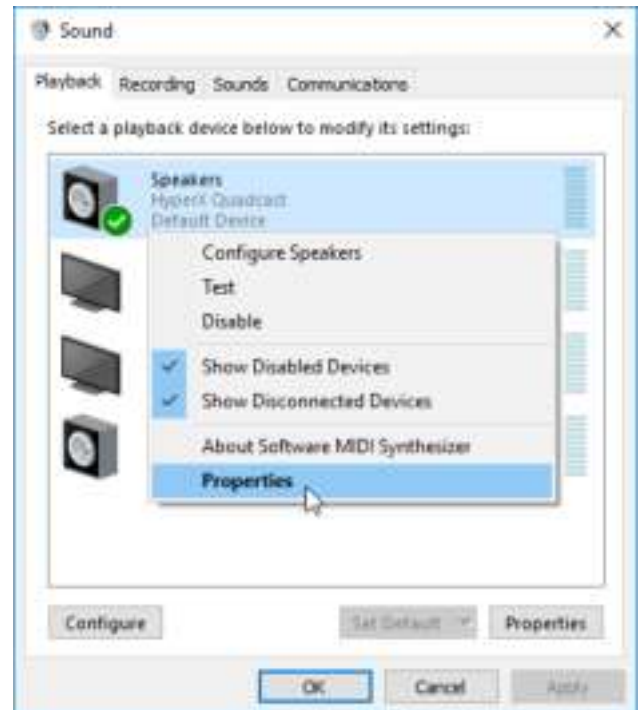 Sound
Playback Recording Sounds Communications
Select a playback device below to modify its settings:
Speakers
HyperX Quadcast
Default Device
Configure Speakers
Test
Disable
Show Disabled Devices
Show Disconnected Devices
About Software MIDI Synthesizer
Properties
Configure Set Default Properties
OK Cancel Apply